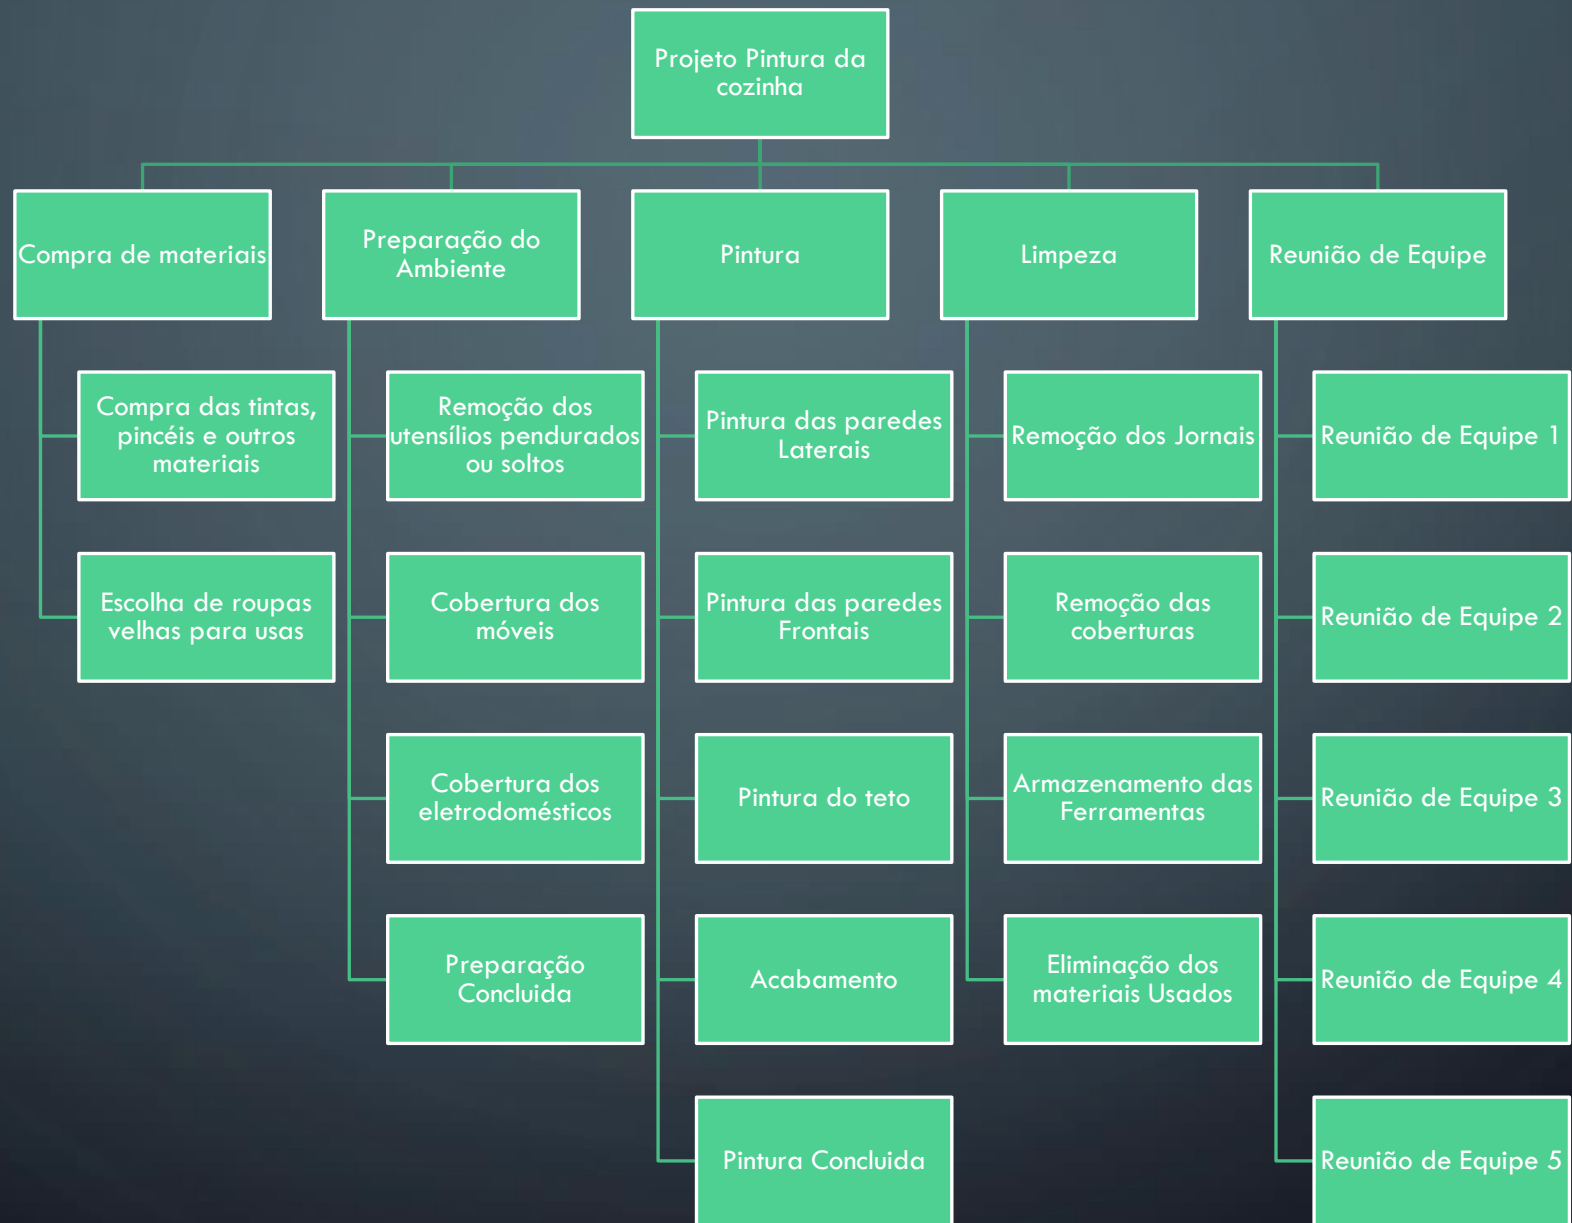 Projeto Pintura da
cozinha
Compra de materiais
Preparação do
Ambiente
Pintura
Limpeza
Reunião de Equipe
Compra das tintas,
pincéis e outros
materiais
Escolha de roupas
velhas para usas
Remoção dos
utensílios pendurados
ou soltos
Cobertura dos
móveis
Cobertura dos
eletrodomésticos
Preparação
Concluida
Pintura das paredes
Laterais
Pintura das paredes
Frontais
Pintura do teto
Acabamento
Pintura Concluida
Remoção dos Jornais
Remoção das
coberturas
Armazenamento das
Ferramentas
Eliminação dos
materiais Usados
Reunião de Equipe 1
Reunião de Equipe 2
Reunião de Equipe 3
Reunião de Equipe 4
Reunião de Equipe 5